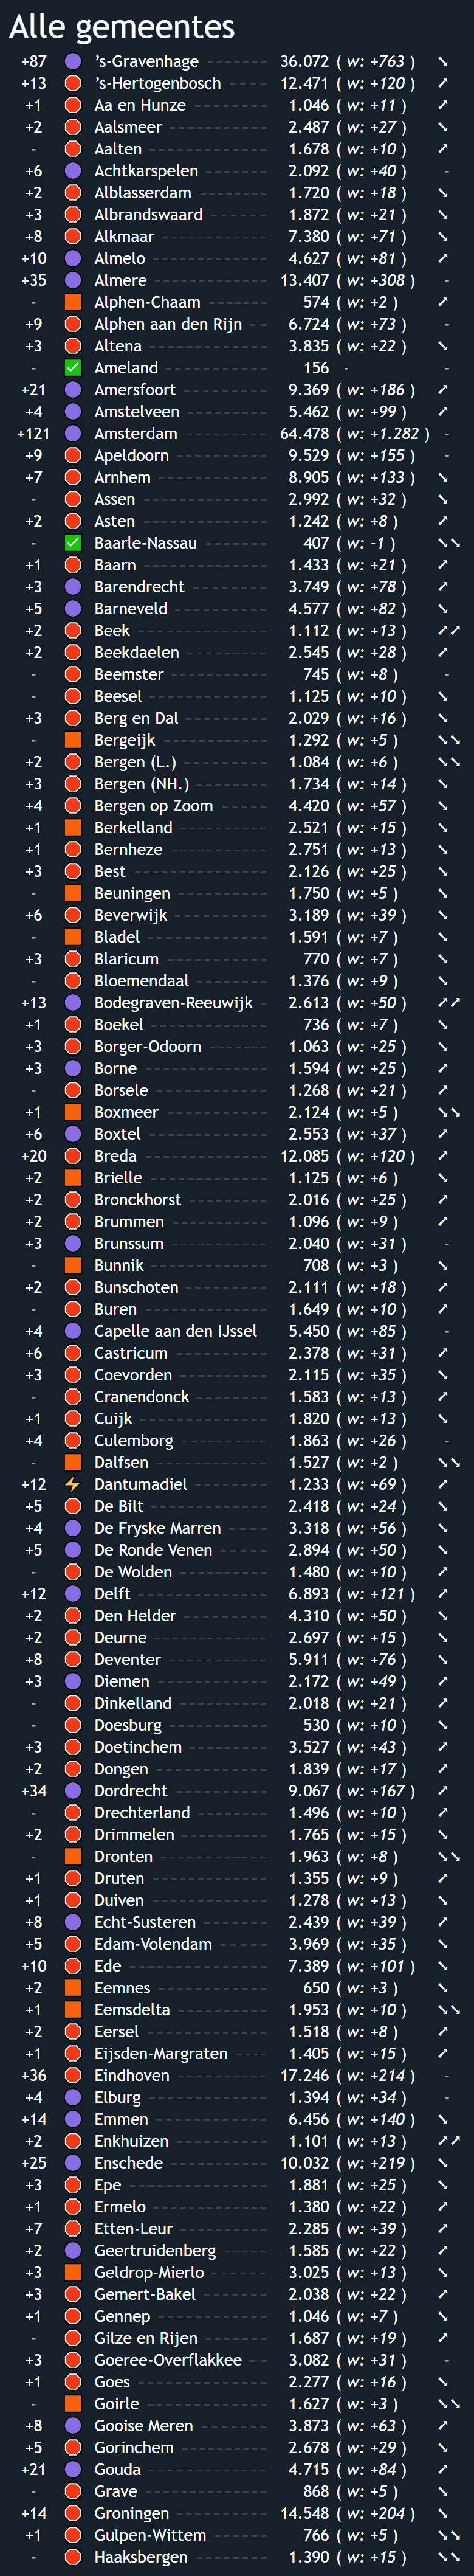 Alle gemeentes
+87 's-Gravenhage 36.072 ( w: +763 ) ↘
+13 's-Hertogenbosch 12.471 ( w: +120 ) ↗
+1 Aa en Hunze 1.046 ( w: +11 ) ↗
+2 Aalsmeer 2.487 ( w: +27 ) ↘
- Aalten 1.678 ( w: +10 ) ↗
+6 Achtkarspelen 2.092 ( w: +40 ) -
+2 Alblasserdam 1.720 ( w: +18 ) ↘
+3 Albrandswaard 1.872 ( w: +21 ) ↘
+8 Alkmaar 7.380 ( w: +71 ) ↘
+10 Almelo 4.627 ( w: +81 ) ↗
+35 Almere 13.407 ( w: +308 ) -
- Alphen-Chaam 574 ( w: +2 ) ↗
+9 Alphen aan den Rijn 6.724 ( w: +73 ) -
+3 Altena 3.835 ( w: +22 ) ↘
- Ameland 156 - -
+21 Amersfoort 9.369 ( w: +186 ) ↗
+4 Amstelveen 5.462 ( w: +99 ) ↗
+121 Amsterdam 64.478 ( w: +1.282 ) -
+9 Apeldoorn 9.529 ( w: +155 ) -
+7 Arnhem 8.905 ( w: +133 ) ↘
- Assen 2.992 ( w: +32 ) ↘
+2 Asten 1.242 ( w: +8 ) ↗
- Baarle-Nassau 407 ( w: -1 ) ↘↘
+1 Baarn 1.433 ( w: +21 ) ↗
+3 Barendrecht 3.749 ( w: +78 ) ↗
+5 Barneveld 4.577 ( w: +82 ) ↘
+2 Beek 1.112 ( w: +13 ) ↗↗
+2 Beekdaelen 2.545 ( w: +28 ) ↗
- Beemster 745 ( w: +8 ) -
- Beesel 1.125 ( w: +10 ) ↘
+3 Berg en Dal 2.029 ( w: +16 ) ↘
- Bergeijk 1.292 ( w: +5 ) ↘↘
+2 Bergen (L.) 1.084 ( w: +6 ) ↘↘
+3 Bergen (NH.) 1.734 ( w: +14 ) ↘
+4 Bergen op Zoom 4.420 ( w: +57 ) ↘
+1 Berkelland 2.521 ( w: +15 ) ↘
+1 Bernheze 2.751 ( w: +13 ) ↘
+3 Best 2.126 ( w: +25 ) ↘
- Beuningen 1.750 ( w: +5 ) ↘
+6 Beverwijk 3.189 ( w: +39 ) ↘
- Bladel 1.591 ( w: +7 ) ↘
+3 Blaricum 770 ( w: +7 ) ↘
- Bloemendaal 1.376 ( w: +9 ) ↘
+13 Bodegraven-Reeuwijk 2.613 ( w: +50 ) ↗↗
+1 Boekel 736 ( w: +7 ) ↘
+3 Borger-Odoorn 1.063 ( w: +25 ) ↘
+3 Borne 1.594 ( w: +25 ) ↗
- Borsele 1.268 ( w: +21 ) ↗
+1 Boxmeer 2.124 ( w: +5 ) ↘↘
+6 Boxtel 2.553 ( w: +37 ) ↗
+20 Breda 12.085 ( w: +120 ) ↗
+2 Brielle 1.125 ( w: +6 ) ↘
+2 Bronckhorst 2.016 ( w: +25 ) ↗
+2 Brummen 1.096 ( w: +9 ) ↗
+3 Brunssum 2.040 ( w: +31 ) -
- Bunnik 708 ( w: +3 ) ↘
+2 Bunschoten 2.111 ( w: +18 ) ↗
- Buren 1.649 ( w: +10 ) ↗
+4 Capelle aan den IJssel 5.450 ( w: +85 ) -
+6 Castricum 2.378 ( w: +31 ) ↗
+3 Coevorden 2.115 ( w: +35 ) ↘
- Cranendonck 1.583 ( w: +13 ) ↗
+1 Cuijk 1.820 ( w: +13 ) ↘
+4 Culemborg 1.863 ( w: +26 ) -
- Dalfsen 1.527 ( w: +2 ) ↘↘
+12 Dantumadiel 1.233 ( w: +69 ) ↗
+5 De Bilt 2.418 ( w: +24 ) ↘
+4 De Fryske Marren 3.318 ( w: +56 ) ↘
+5 De Ronde Venen 2.894 ( w: +50 ) ↘
- De Wolden 1.480 ( w: +10 ) ↗
+12 Delft 6.893 ( w: +121 ) ↗
+2 Den Helder 4.310 ( w: +50 ) ↘
+2 Deurne 2.697 ( w: +15 ) ↘
+8 Deventer 5.911 ( w: +76 ) ↘
+3 Diemen 2.172 ( w: +49 ) ↗
- Dinkelland 2.018 ( w: +21 ) ↗
- Doesburg 530 ( w: +10 ) ↘
+3 Doetinchem 3.527 ( w: +43 ) ↗
+2 Dongen 1.839 ( w: +17 ) ↗
+34 Dordrecht 9.067 ( w: +167 ) ↗
- Drechterland 1.496 ( w: +10 ) ↗
+2 Drimmelen 1.765 ( w: +15 ) ↘
- Dronten 1.963 ( w: +8 ) ↘↘
+1 Druten 1.355 ( w: +9 ) ↗
+1 Duiven 1.278 ( w: +13 ) ↘
+8 Echt-Susteren 2.439 ( w: +39 ) ↗
+5 Edam-Volendam 3.969 ( w: +35 ) ↘
+10 Ede 7.389 ( w: +101 ) ↘
+2 Eemnes 650 ( w: +3 ) ↘
+1 Eemsdelta 1.953 ( w: +10 ) ↘↘
+2 Eersel 1.518 ( w: +8 ) ↗
+1 Eijsden-Margraten 1.405 ( w: +15 ) ↗
+36 Eindhoven 17.246 ( w: +214 ) -
+4 Elburg 1.394 ( w: +34 ) -
+14 Emmen 6.456 ( w: +140 ) ↘
+2 Enkhuizen 1.101 ( w: +13 ) ↗↗
+25 Enschede 10.032 ( w: +219 ) ↘
+3 Epe 1.881 ( w: +25 ) ↘
+1 Ermelo 1.380 ( w: +22 ) ↗
+7 Etten-Leur 2.285 ( w: +39 ) ↗
+2 Geertruidenberg 1.585 ( w: +22 ) ↗
+3 Geldrop-Mierlo 3.025 ( w: +13 ) ↘
+3 Gemert-Bakel 2.038 ( w: +22 ) ↗
+1 Gennep 1.046 ( w: +7 ) ↘
- Gilze en Rijen 1.687 ( w: +19 ) ↗
+3 Goeree-Overflakkee 3.082 ( w: +31 ) -
+1 Goes 2.277 ( w: +16 ) ↘
- Goirle 1.627 ( w: +3 ) ↘↘
+8 Gooise Meren 3.873 ( w: +63 ) ↗
+5 Gorinchem 2.678 ( w: +29 ) ↘
+21 Gouda 4.715 ( w: +84 ) ↗
- Grave 868 ( w: +5 ) ↘
+14 Groningen 14.548 ( w: +204 ) ↘
+1 Gulpen-Wittem 766 ( w: +5 ) ↘↘
- Haaksbergen 1.390 ( w: +15 ) ↘↘